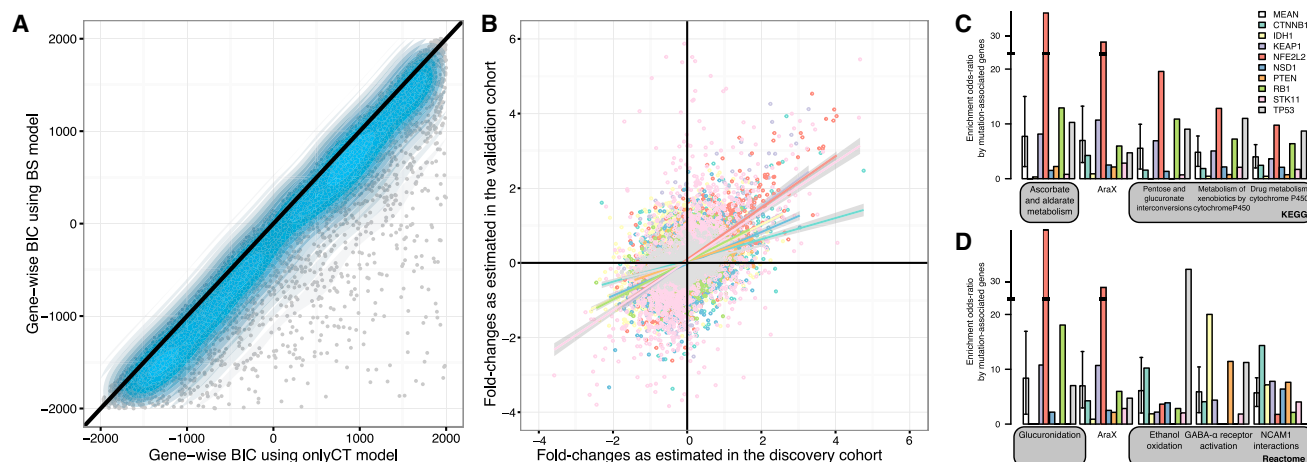 A
Gene-wise BIC using BS model
2000
1000
0
−1000
−2000
−2000
−1000
0
1000
2000
Gene-wise BIC using onlyCT model
B
Fold-changes as estimated in the validation cohort
6
4
2
0
−2
−4
−4
−2
0
2
4
6
Fold-changes as estimated in the discovery cohort
C
Enrichment odds-ratio
by mutation-associated genes
30
20
10
0
MEAN
CTNNB1
IDH1
KEAP1
NFE2L2
NSD1
PTEN
RB1
STK11
TP53
Ascorbate
and aldarate
metabolism
AraX
Pentose and
glucuronate
interconversions
Metabolism of
xenobiotics by
cytochromeP450
Drug metabolism
cytochrome P450
KEGG
D
Enrichment odds-ratio
by mutation-associated genes
30
20
10
0
Glucuronidation
AraX
Ethanol
oxidation
GABA-α receptor
activation
NCAM1
interactions
Reactome